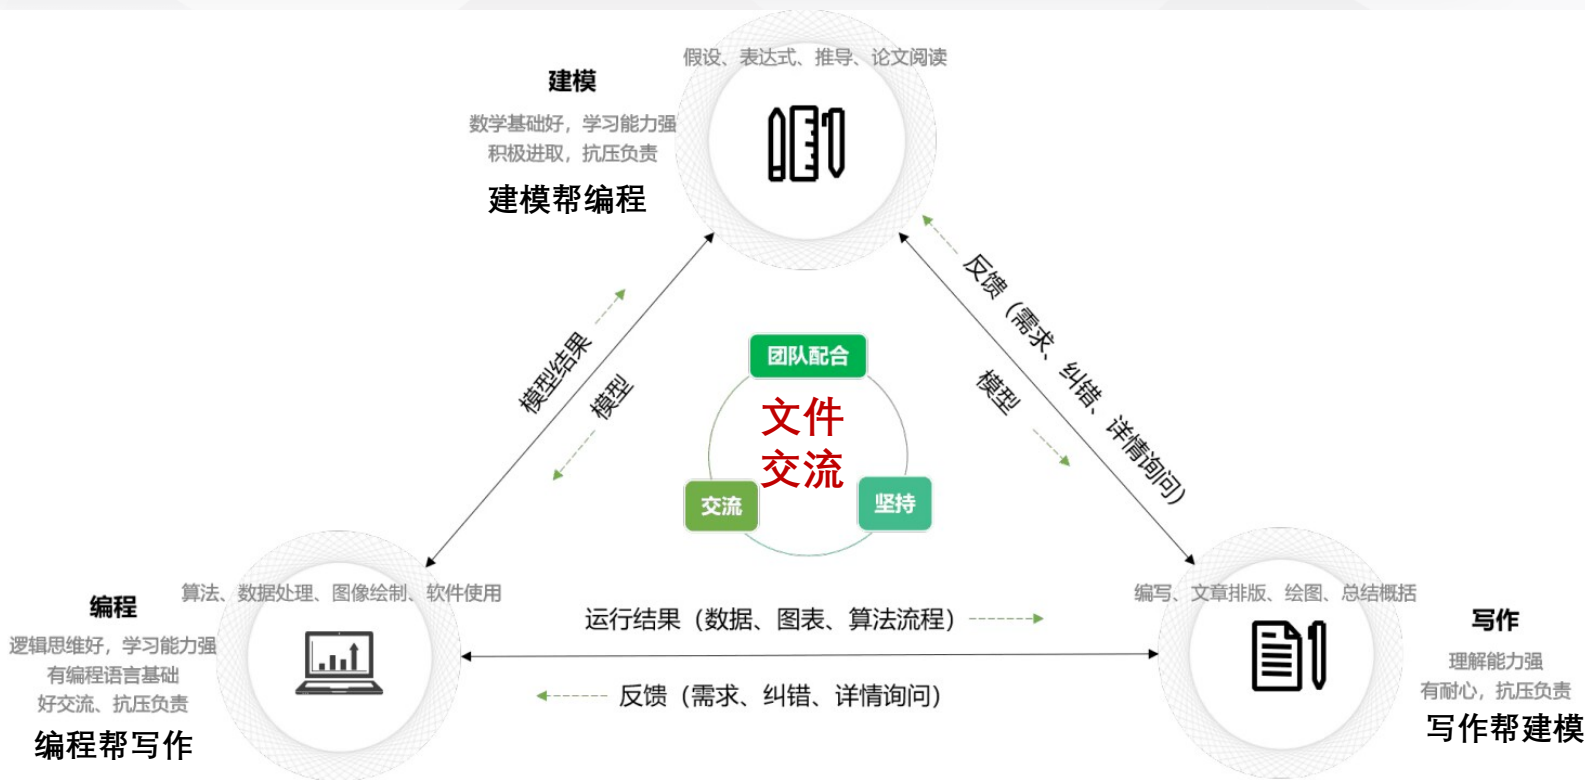 假设、表达式、推导、论文阅读
建模
数学基础好，学习能力强
积极进取，抗压负责
建模帮编程
反馈（需求、纠错、详情询问）
模型
模型结果
模型
团队配合
文件
交流
交流
坚持
算法、数据处理、图像绘制、软件使用
编程
逻辑思维好，学习能力强
有编程语言基础
好交流、抗压负责
编程帮写作
运行结果（数据、图表、算法流程）
反馈（需求、纠错、详情询问）
编写、文章排版、绘图、总结概括
写作
理解能力强
有耐心，抗压负责
写作帮建模